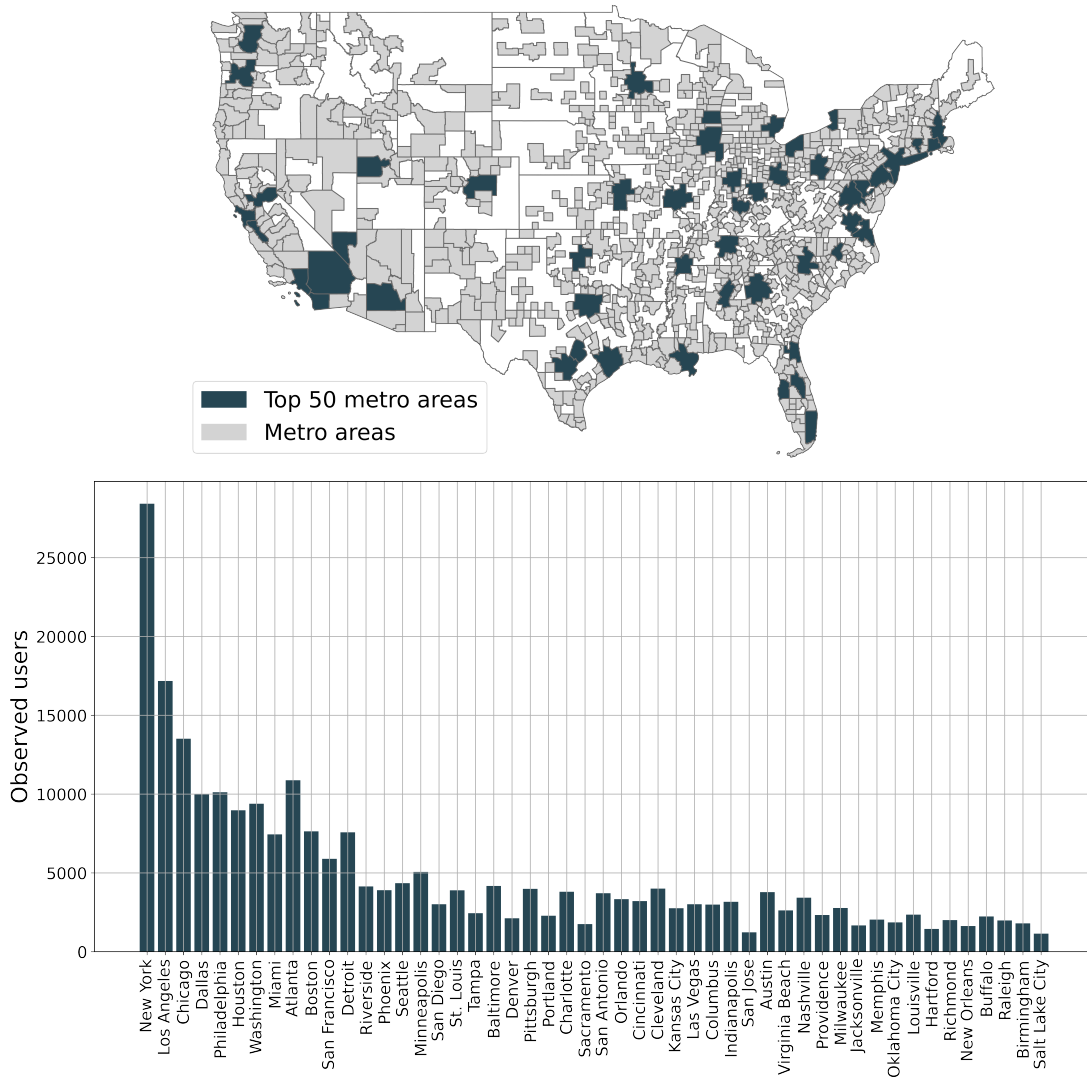 Top 50 metro areas
Metro areas
Observed users
25000
20000
15000
10000
5000
0
New York
Los Angeles
Chicago
Dallas
Philadelphia
Houston
Washington
Miami
Atlanta
Boston
San Francisco
Detroit
Riverside
Phoenix
Seattle
Minneapolis
San Diego
St. Louis
Tampa
Baltimore
Denver
Pittsburgh
Portland
Charlotte
Sacramento
San Antonio
Orlando
Cincinati
Cleveland
Kansas City
Las Vegas
Columbus
Indianapolis
San Jose
Austin
Virginia Beach
Nashville
Providence
Milwaukee
Jacksonville
Memphis
Oklahoma City
Louisville
Hartford
Richmond
New Orleans
Buffalo
Raleigh
Birmingham
Salt Lake City